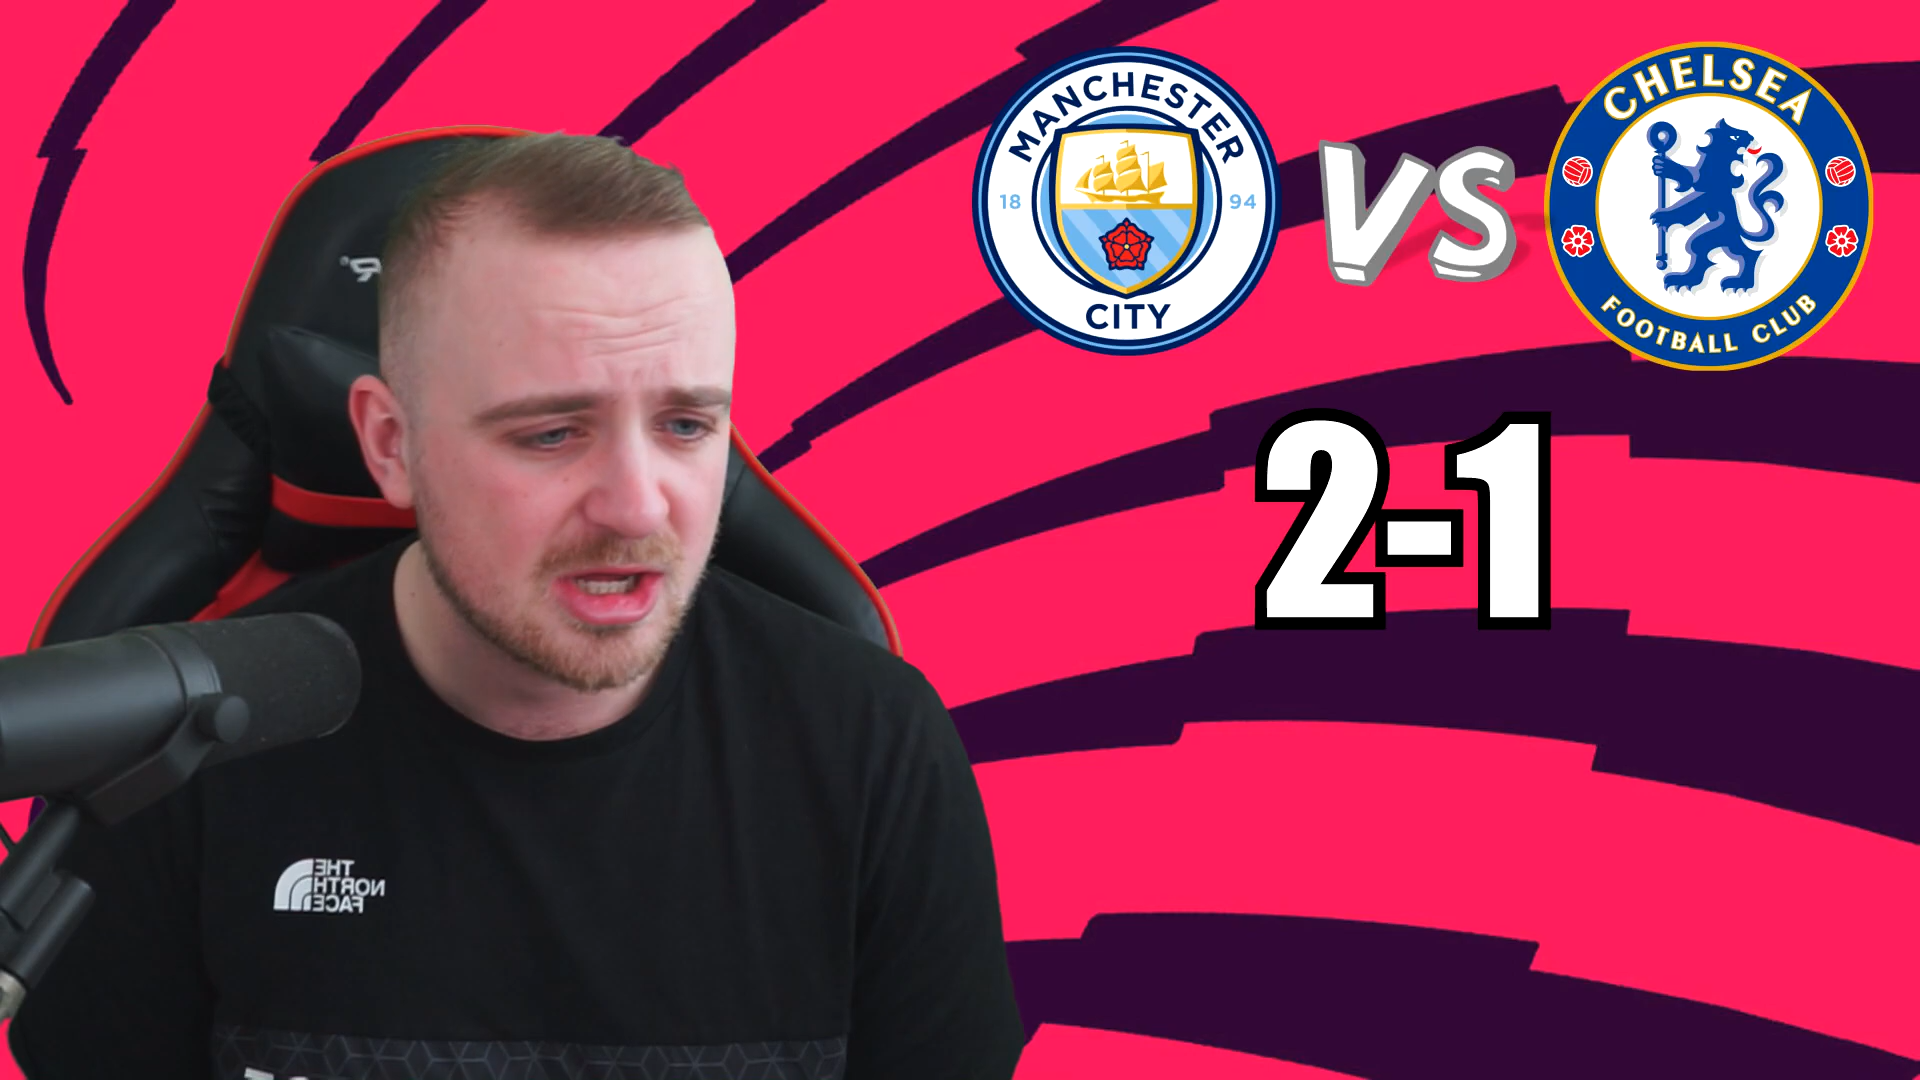 MANCHESTER
18 94
CITY
VS
CHELSEA
FOOTBALL CLUB
2-1
THE
NORTH
FACE